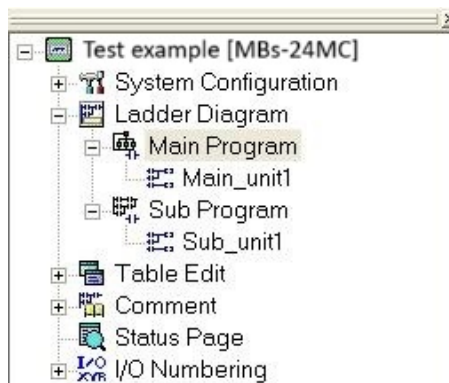 Test example [MBs-24MC]
System Configuration
Ladder Diagram
Main Program
Main_unit1
Sub Program
Sub_unit1
Table Edit
Comment
Status Page
I/O Numbering